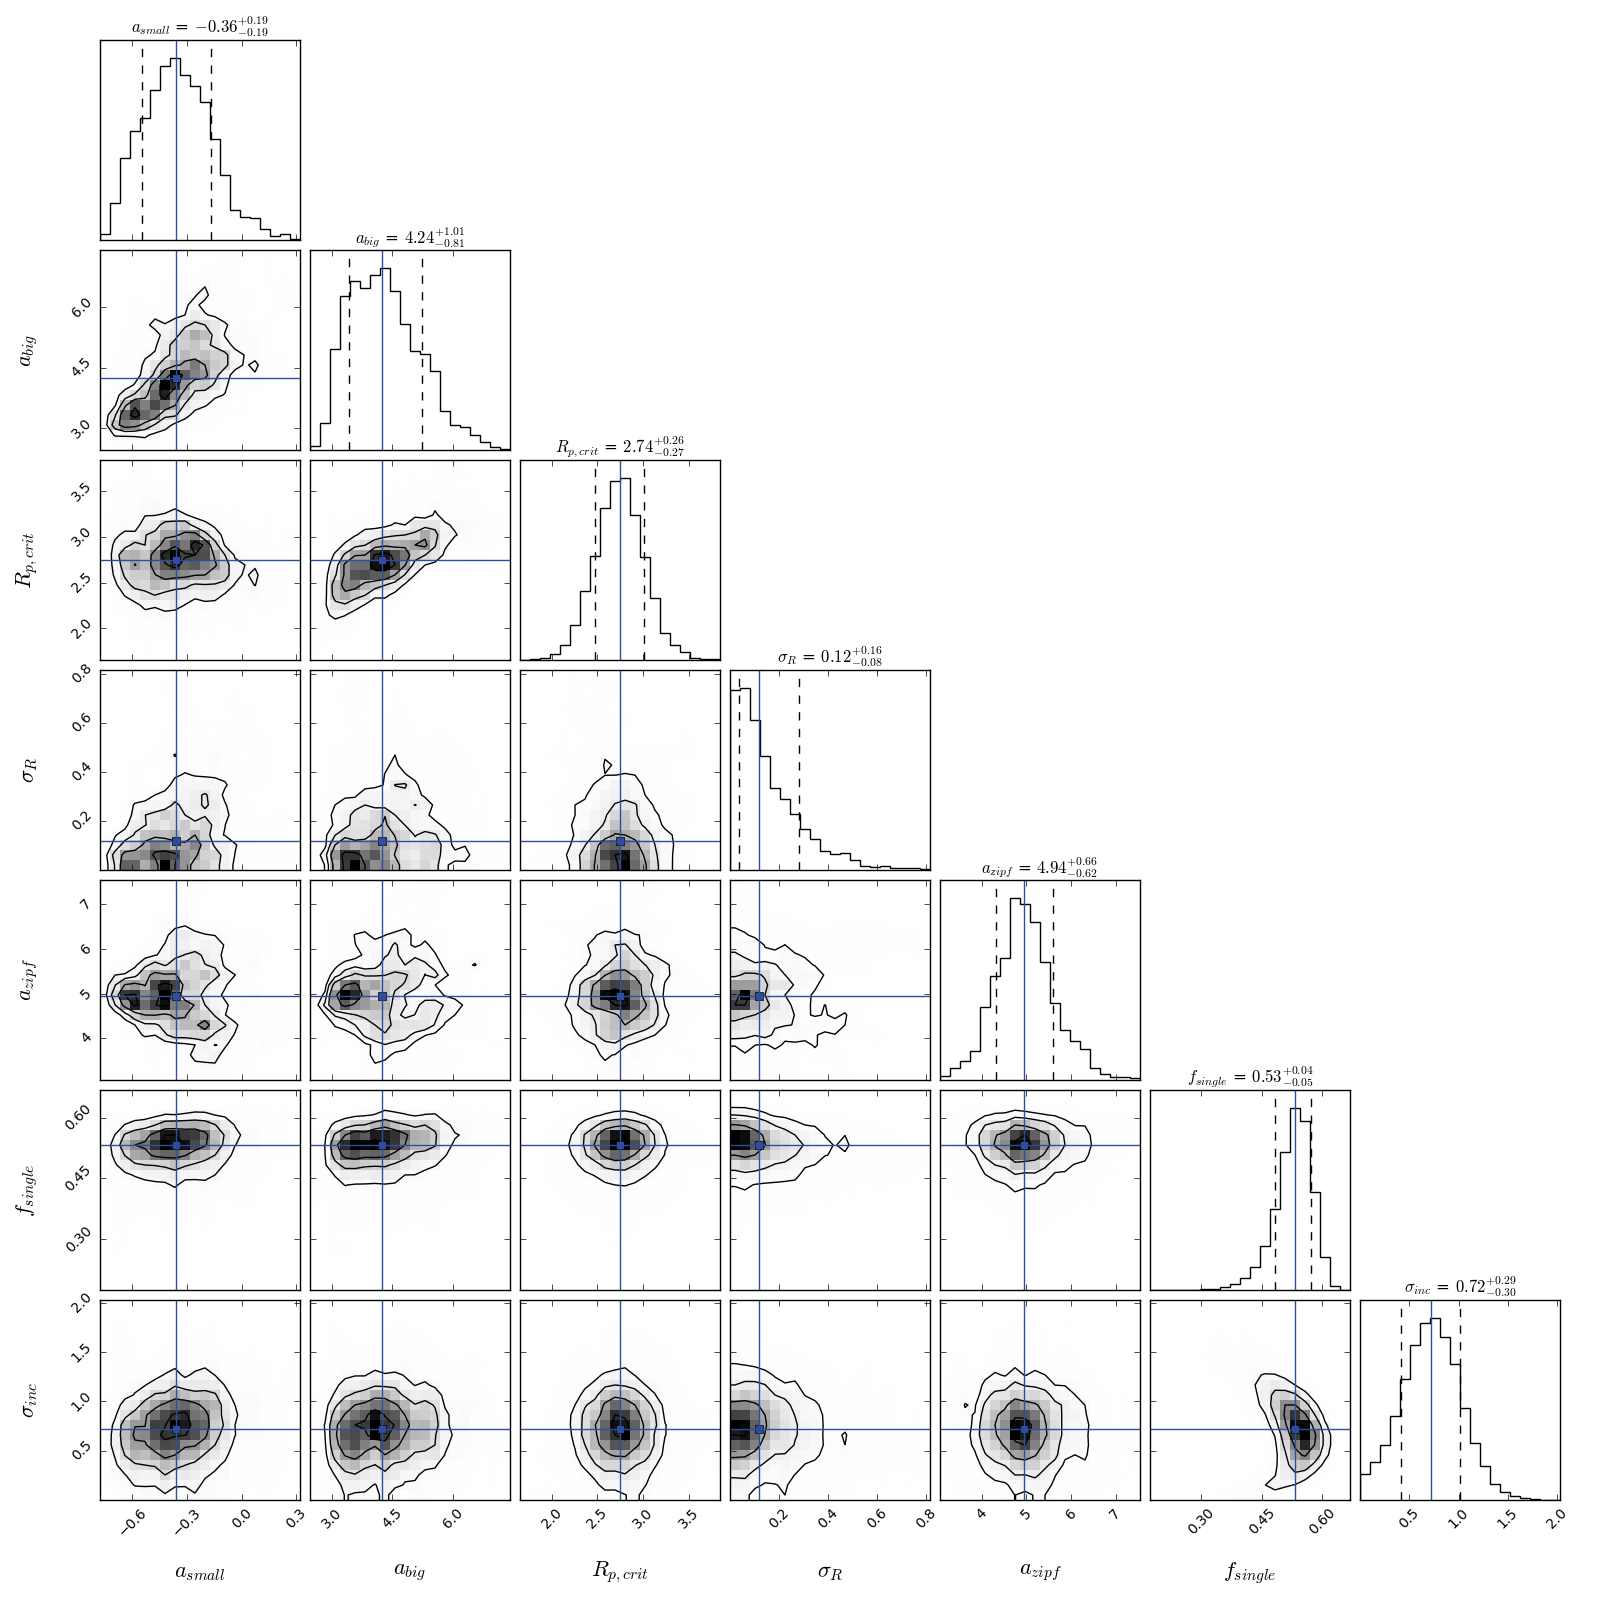 a_{small} = −0.36^{+0.19}_{−0.19}
a_{big} = 4.24^{+1.01}_{−0.81}
6.0
4.5
3.0
a_{big}
R_{p,crit} = 2.74^{+0.26}_{−0.27}
3.5
3.0
2.5
2.0
R_{p,crit}
σ_R = 0.12^{+0.16}_{−0.08}
0.8
0.6
0.4
0.2
σ_R
a_{zipf} = 4.94^{+0.66}_{−0.62}
7
6
5
4
a_{zipf}
f_{single} = 0.53^{+0.04}_{−0.05}
0.60
0.45
0.30
f_{single}
σ_{inc} = 0.72^{+0.29}_{−0.30}
2.0
1.5
1.0
0.5
σ_{inc}
−0.6 −0.3 0.0 0.3 3.0 4.5 6.0 2.0 2.5 3.0 3.5 0.2 0.4 0.6 0.8 4 5 6 7 0.30 0.45 0.60 0.5 1.0 1.5 2.0
a_{small} a_{big} R_{p,crit} σ_R a_{zipf} f_{single}